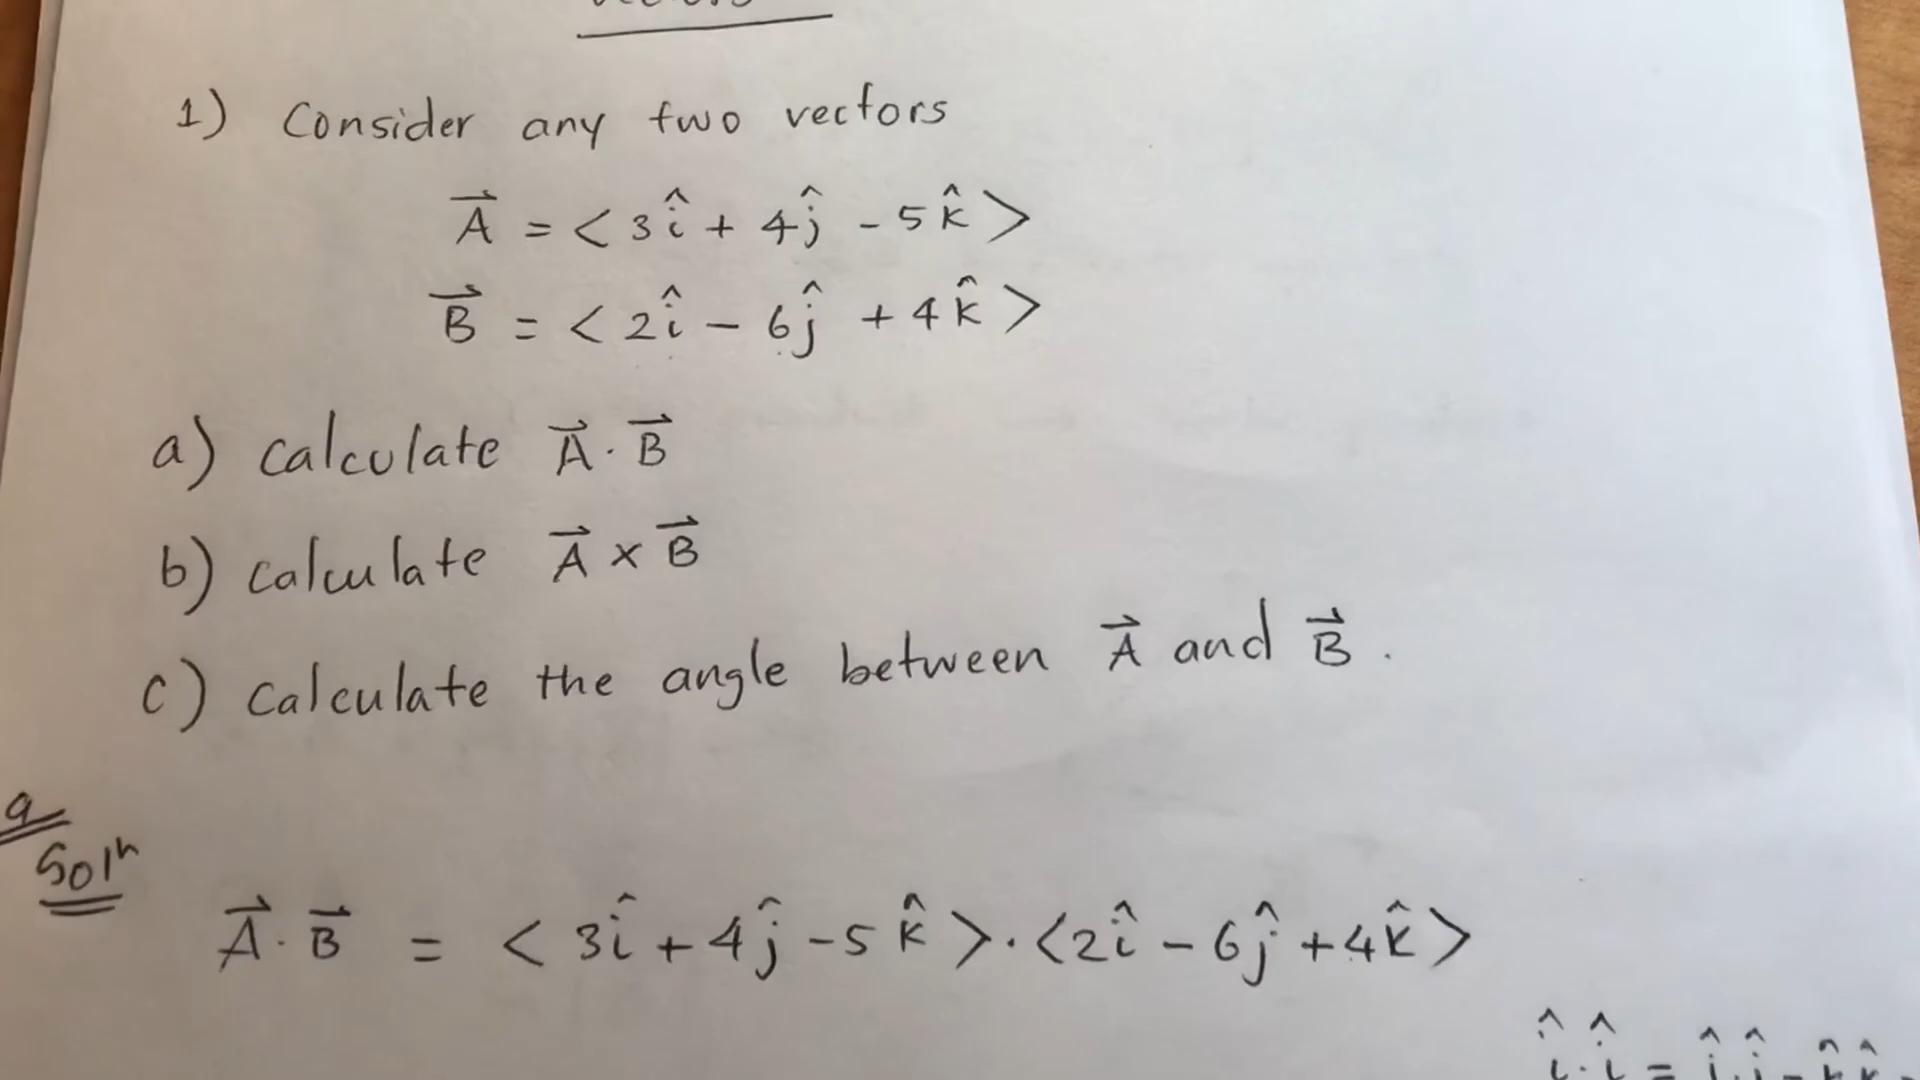 1) Consider any two vectors
A⃗ = < 3î + 4ĵ - 5k̂ >
B⃗ = < 2î - 6ĵ + 4k̂ >
a) calculate A⃗ · B⃗
b) calculate A⃗ × B⃗
c) calculate the angle between A⃗ and B⃗ .
a
Solⁿ
A⃗ · B⃗ = < 3î + 4ĵ - 5k̂ > · < 2î - 6ĵ + 4k̂ >
î · î = ĵ · ĵ = k̂ · k̂